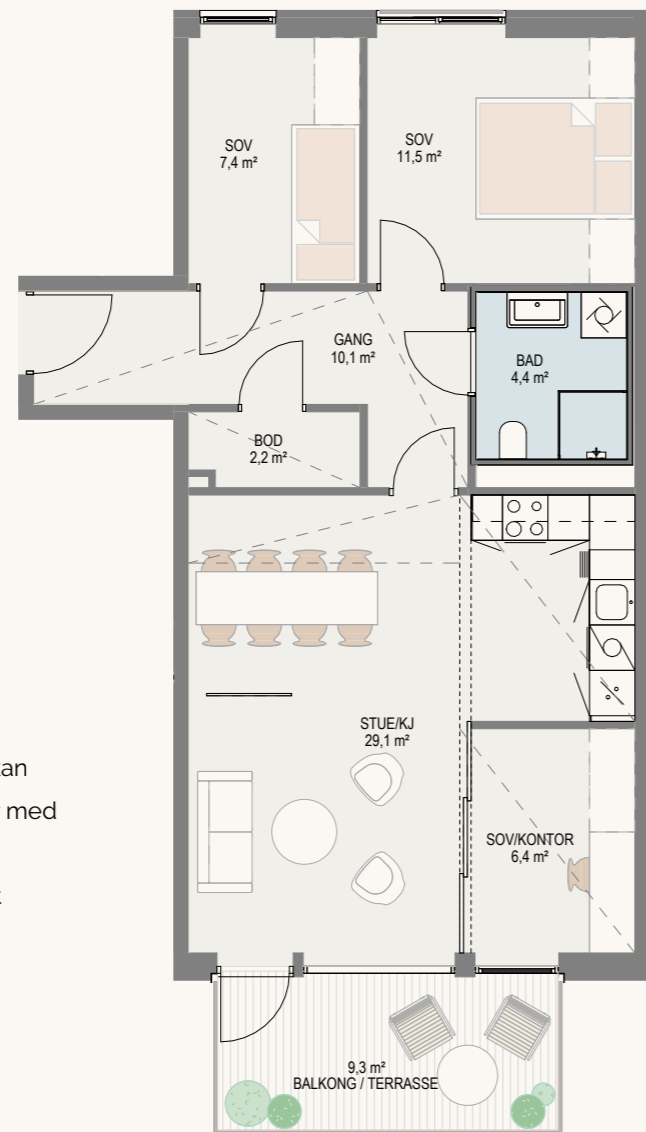 SOV
7,4 m²
SOV
11,5 m²
GANG
10,1 m²
BAD
4,4 m²
BOD
2,2 m²
STUE/KJ
29,1 m²
med
SOV/KONTOR
6,4 m²
9,3 m²
BALKONG / TERRASSE